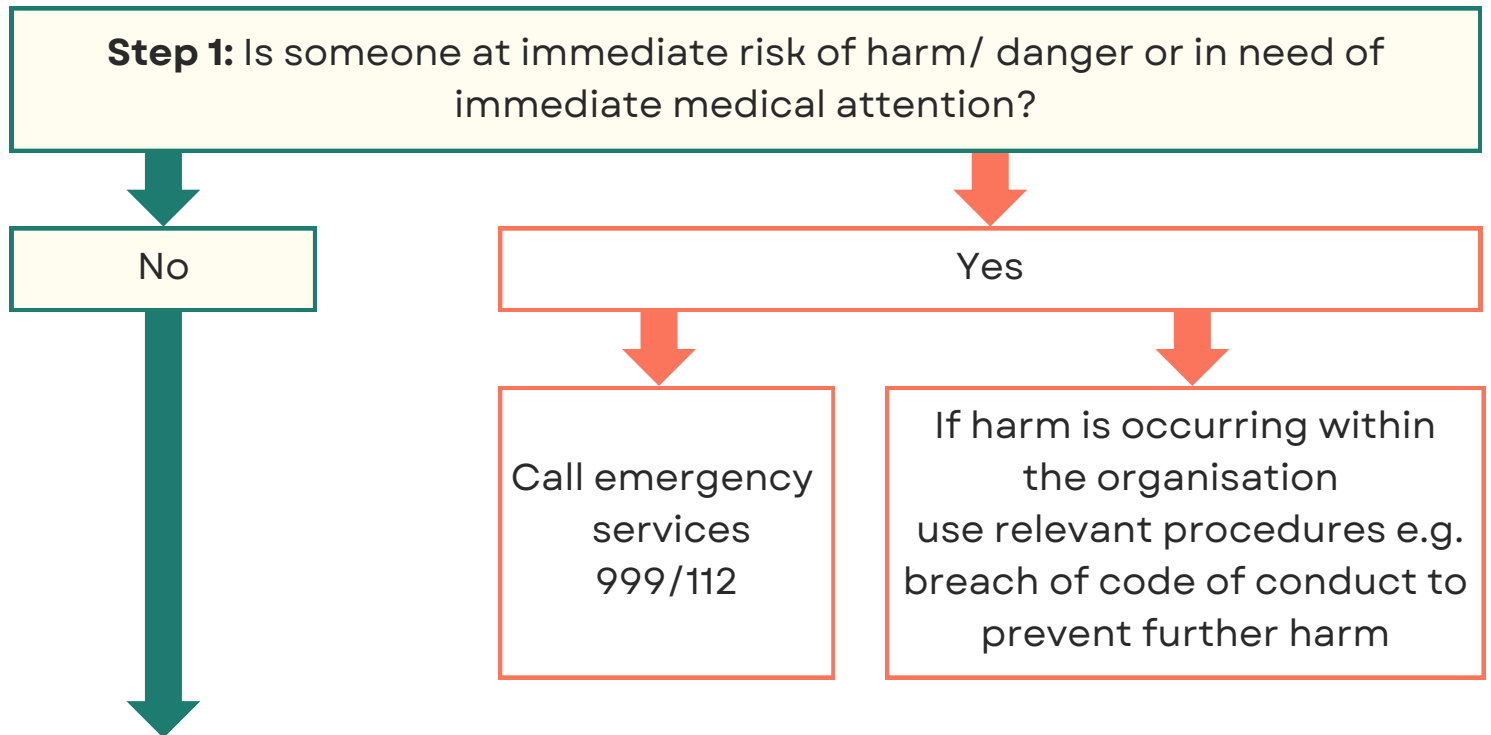 Step 1: Is someone at immediate risk of harm/ danger or in need of
immediate medical attention?
No
Yes
Call emergency
services
999/112
If harm is occurring within
the organisation
use relevant procedures e.g.
breach of code of conduct to
prevent further harm